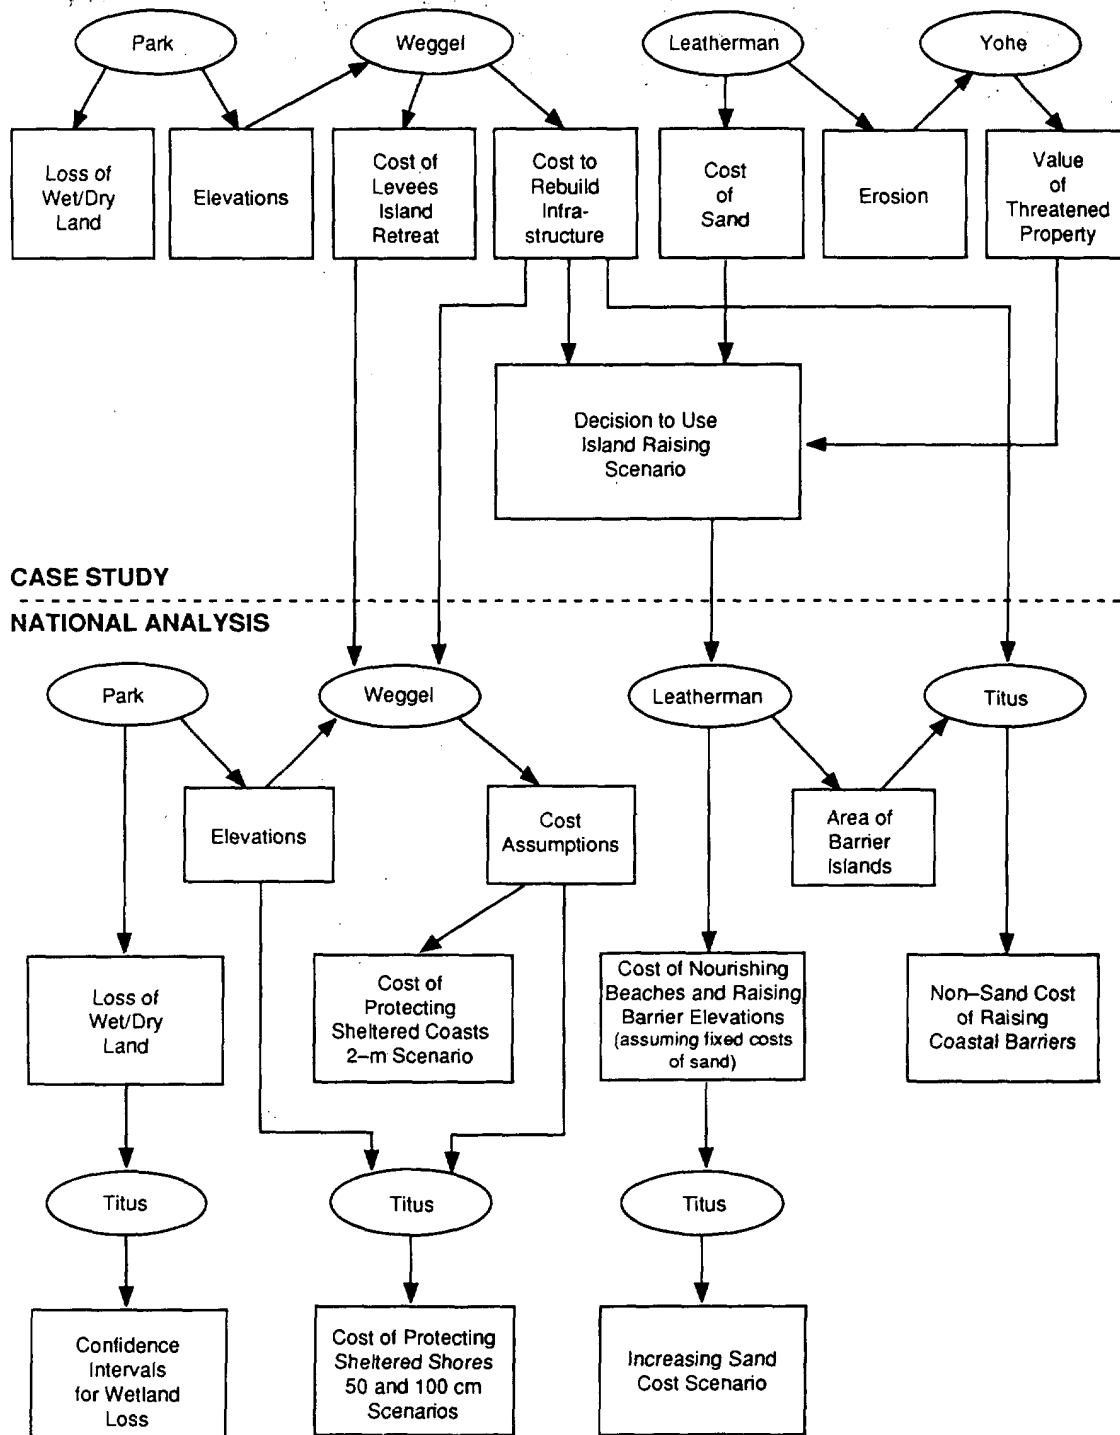 Park
Weggel
Leatherman
Yohe
Loss of
Wet/Dry
Land
Elevations
Cost of
Levees
Island
Retreat
Cost to
Rebuild
Infra-
structure
Cost
of
Sand
Erosion
Value
of
Threatened
Property
Decision to Use
Island Raising
Scenario
CASE STUDY
NATIONAL ANALYSIS
Park
Weggel
Leatherman
Titus
Elevations
Cost
Assumptions
Area of
Barrier
Islands
Loss of
Wet/Dry
Land
Cost of
Protecting
Sheltered Coasts
2–m Scenario
Cost of Nourishing
Beaches and Raising
Barrier Elevations
(assuming fixed costs
of sand)
Non–Sand Cost
of Raising
Coastal Barriers
Titus
Titus
Titus
Confidence
Intervals
for Wetland
Loss
Cost of Protecting
Sheltered Shores
50 and 100 cm
Scenarios
Increasing Sand
Cost Scenario